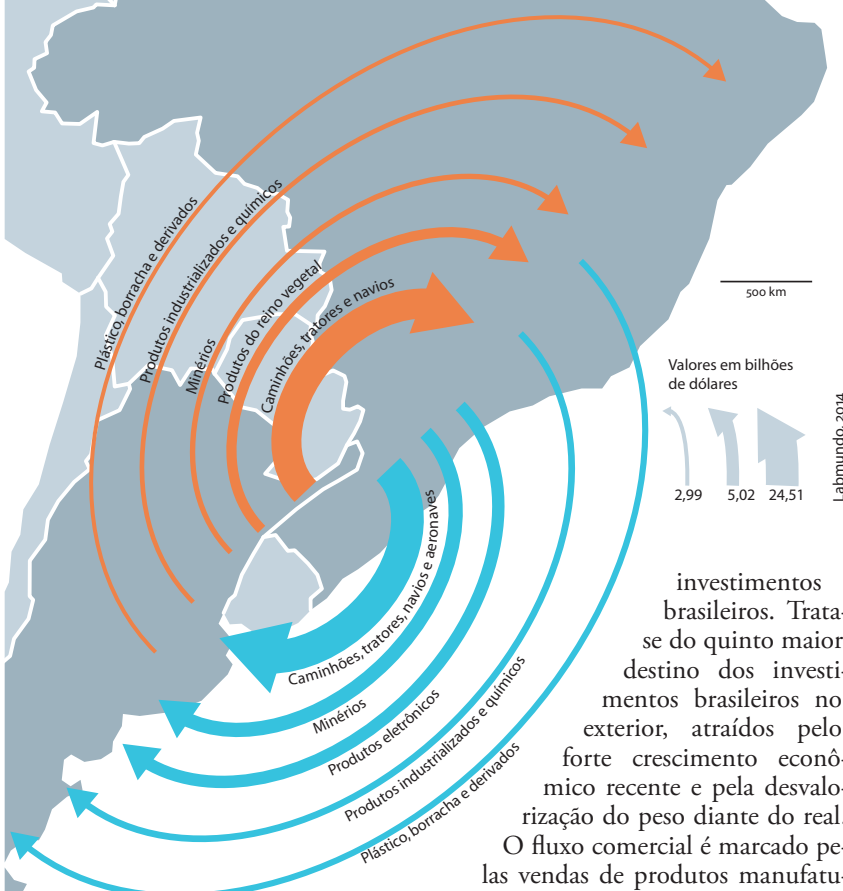 Plástico, borracha e derivados
Produtos industrializados e químicos
Minérios
Produtos do reino vegetal
Caminhões, tratores e navios
500 km
Valores em bilhões
de dólares
2,99
5,02
24,51
Labmundo, 2014
Caminhões, tratores, navios e aeronaves
Minérios
Produtos eletrônicos
Produtos industrializados e químicos
Plástico, borracha e derivados
investimentos
brasileiros. Trata-
se do quinto maior
destino dos investi-
mentos brasileiros no
exterior, atraídos pelo
forte crescimento econô-
mico recente e pela desvalo-
rização do peso diante do real.
O fluxo comercial é marcado pe-
las vendas de produtos manufatu-